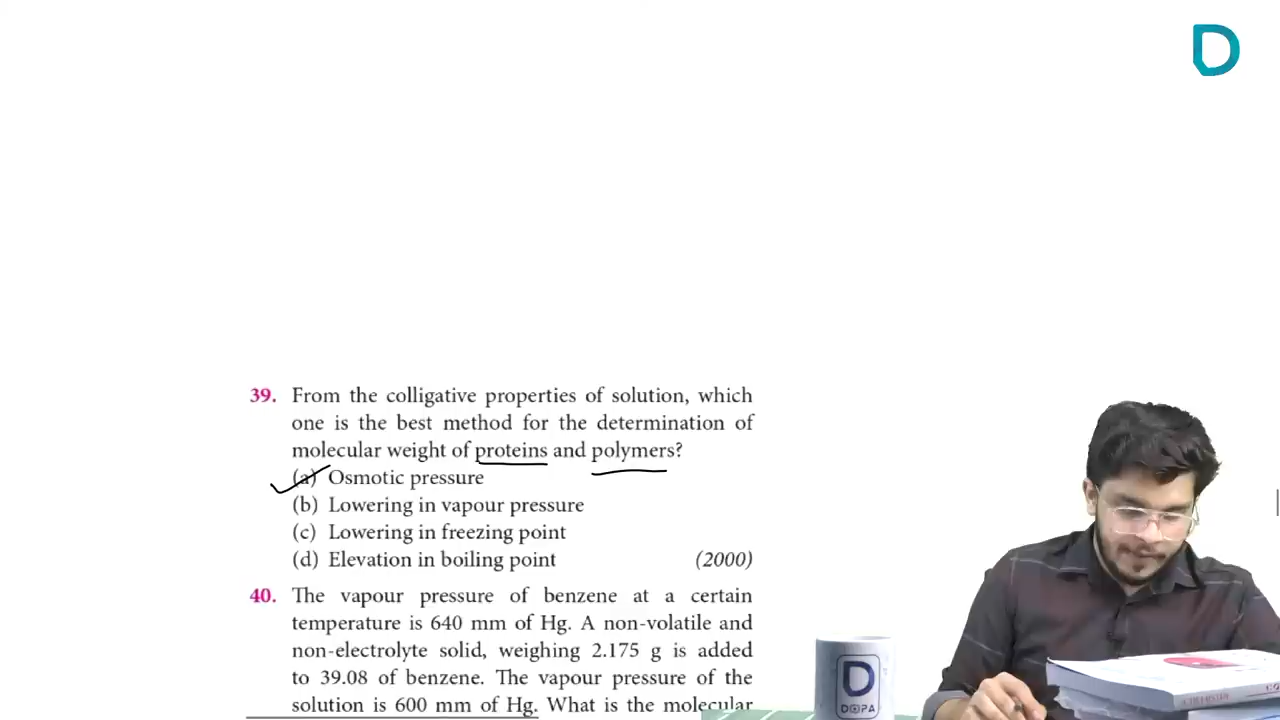 D
39. From the colligative properties of solution, which
one is the best method for the determination of
molecular weight of proteins and polymers?
(a) Osmotic pressure
(b) Lowering in vapour pressure
(c) Lowering in freezing point
(d) Elevation in boiling point (2000)
40. The vapour pressure of benzene at a certain
temperature is 640 mm of Hg. A non-volatile and
non-electrolyte solid, weighing 2.175 g is added
to 39.08 of benzene. The vapour pressure of the
solution is 600 mm of Hg. What is the molecular
D
DOPA
CHEMISTRY